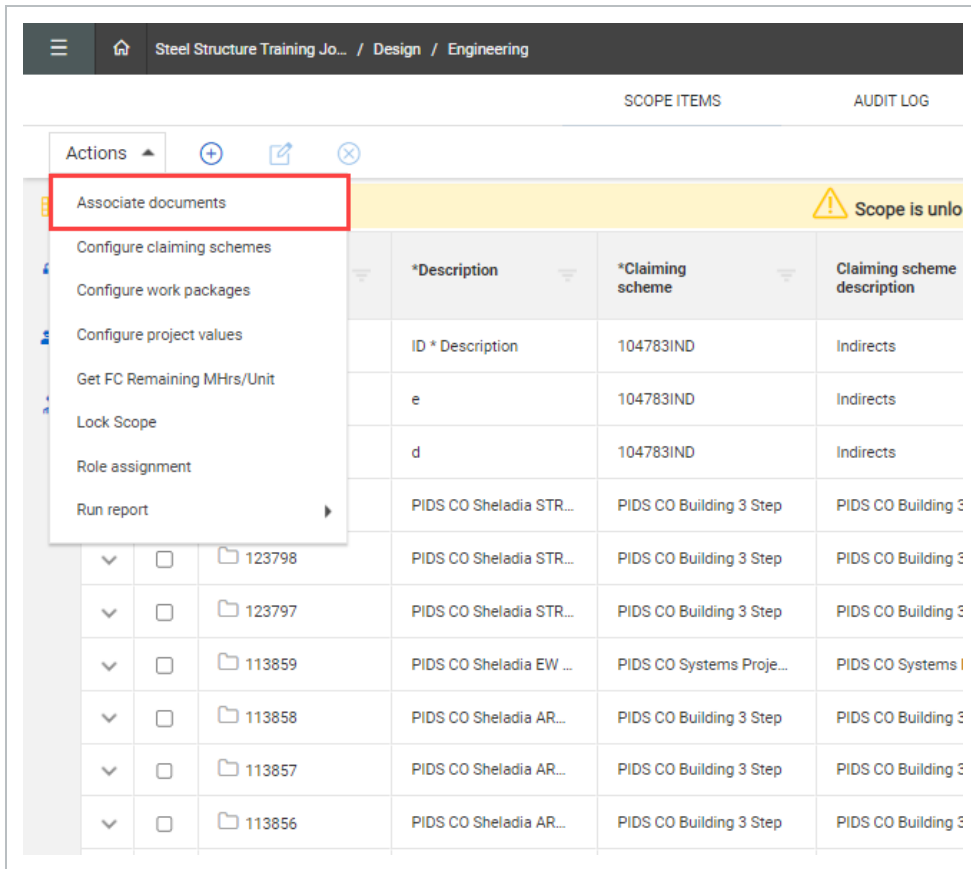 Steel Structure Training Jo... / Design / Engineering
SCOPE ITEMS AUDIT LOG
Actions
Associate documents
Configure claiming schemes
Configure work packages
Configure project values
Get FC Remaining MHrs/Unit
Lock Scope
Role assignment
Run report
Scope is unlo
*Description *Claiming Claiming scheme
scheme description
ID * Description 104783IND Indirects
e 104783IND Indirects
d 104783IND Indirects
PIDS CO Sheladia STR... PIDS CO Building 3 Step PIDS CO Building 3
123798 PIDS CO Sheladia STR... PIDS CO Building 3 Step PIDS CO Building 3
123797 PIDS CO Sheladia STR... PIDS CO Building 3 Step PIDS CO Building 3
113859 PIDS CO Sheladia EW ... PIDS CO Systems Proje... PIDS CO Systems
113858 PIDS CO Sheladia AR... PIDS CO Building 3 Step PIDS CO Building 3
113857 PIDS CO Sheladia AR... PIDS CO Building 3 Step PIDS CO Building 3
113856 PIDS CO Sheladia AR... PIDS CO Building 3 Step PIDS CO Building 3